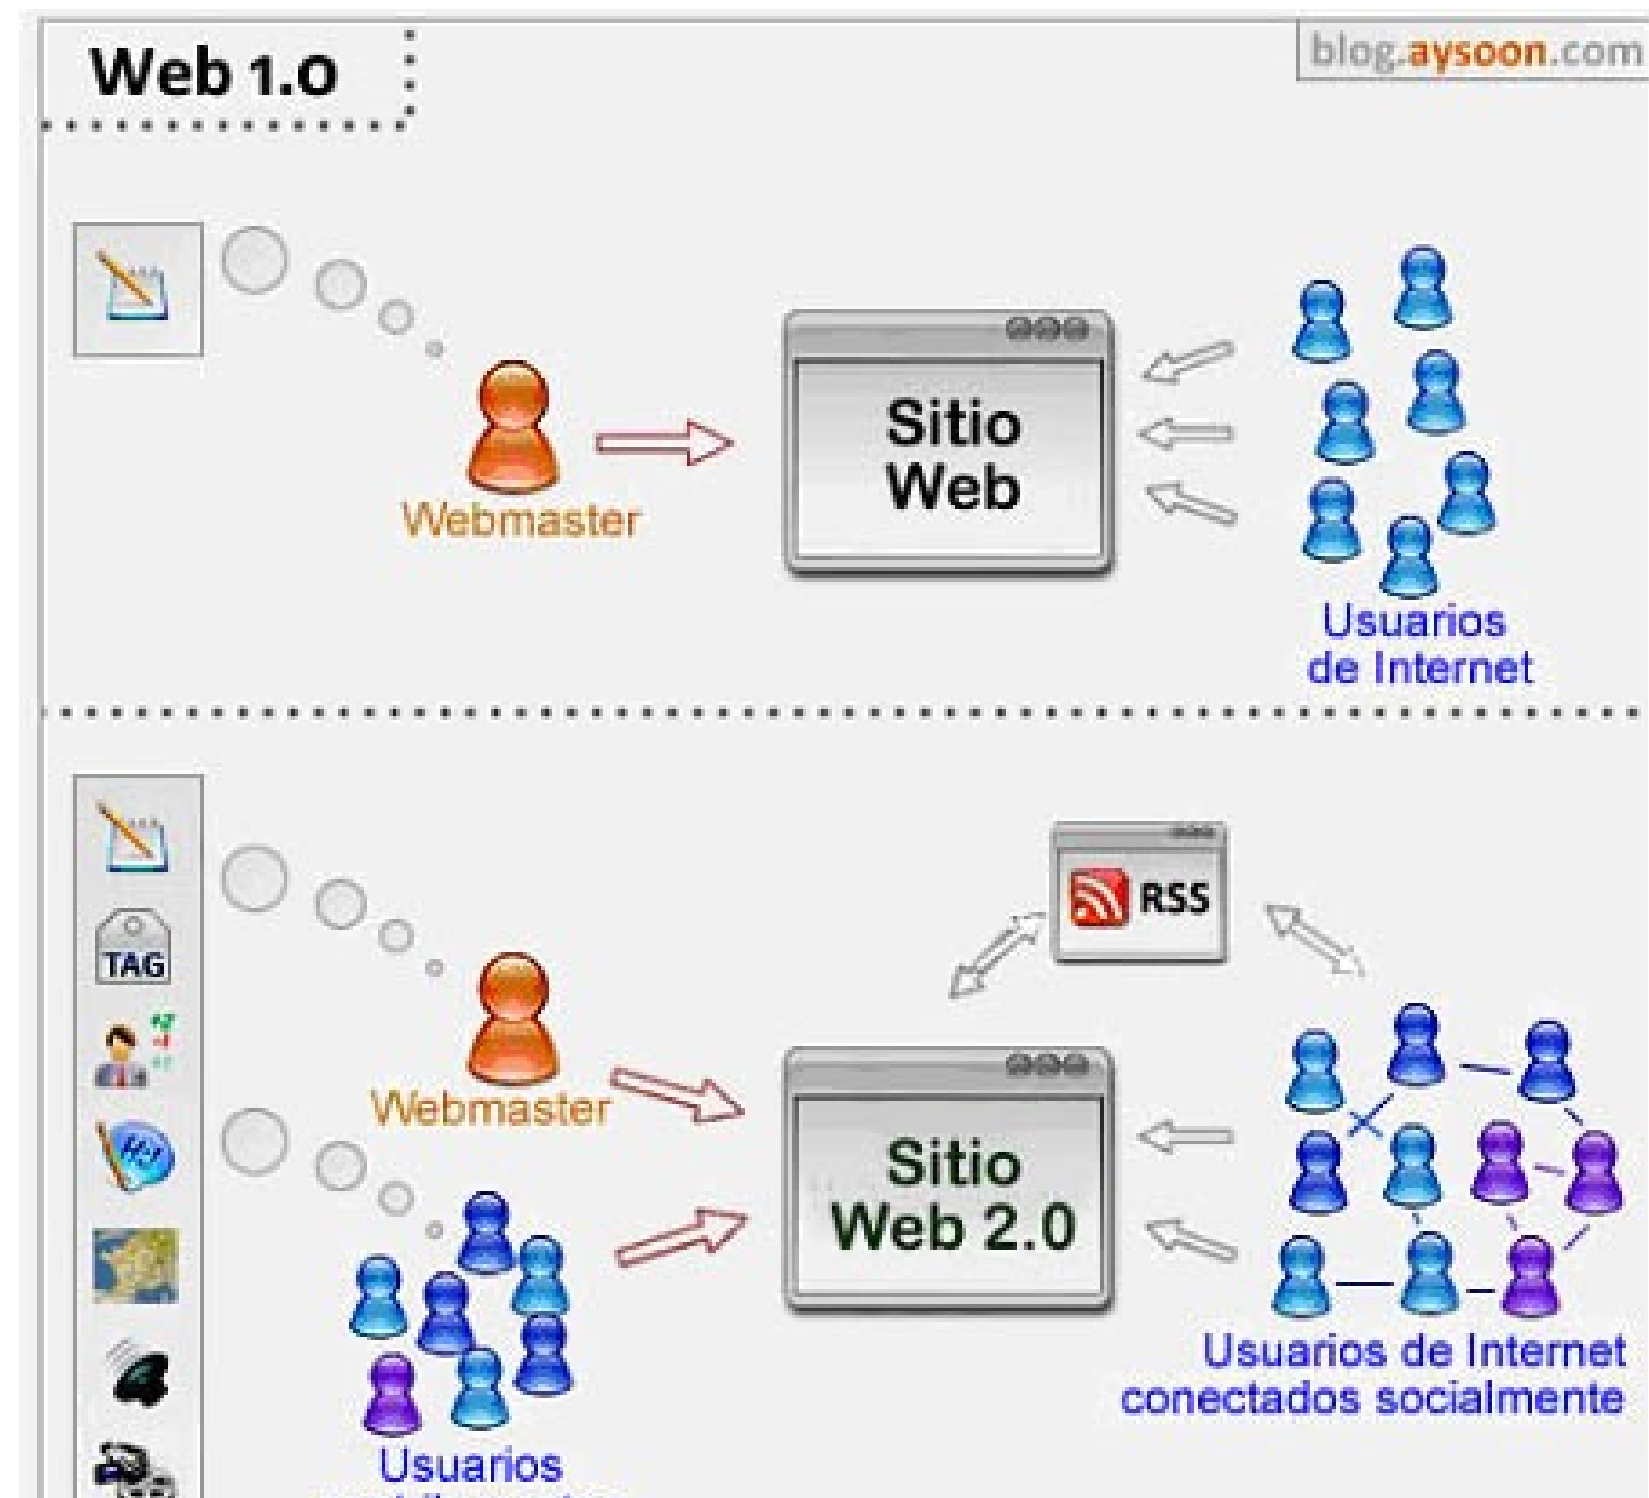 Web 1.0
blog.aysoon.com
Sitio
Web
Webmaster
Usuarios
de Internet
RSS
TAG
Webmaster
Sitio
Web 2.0
Usuarios de Internet
conectados socialmente
Usuarios